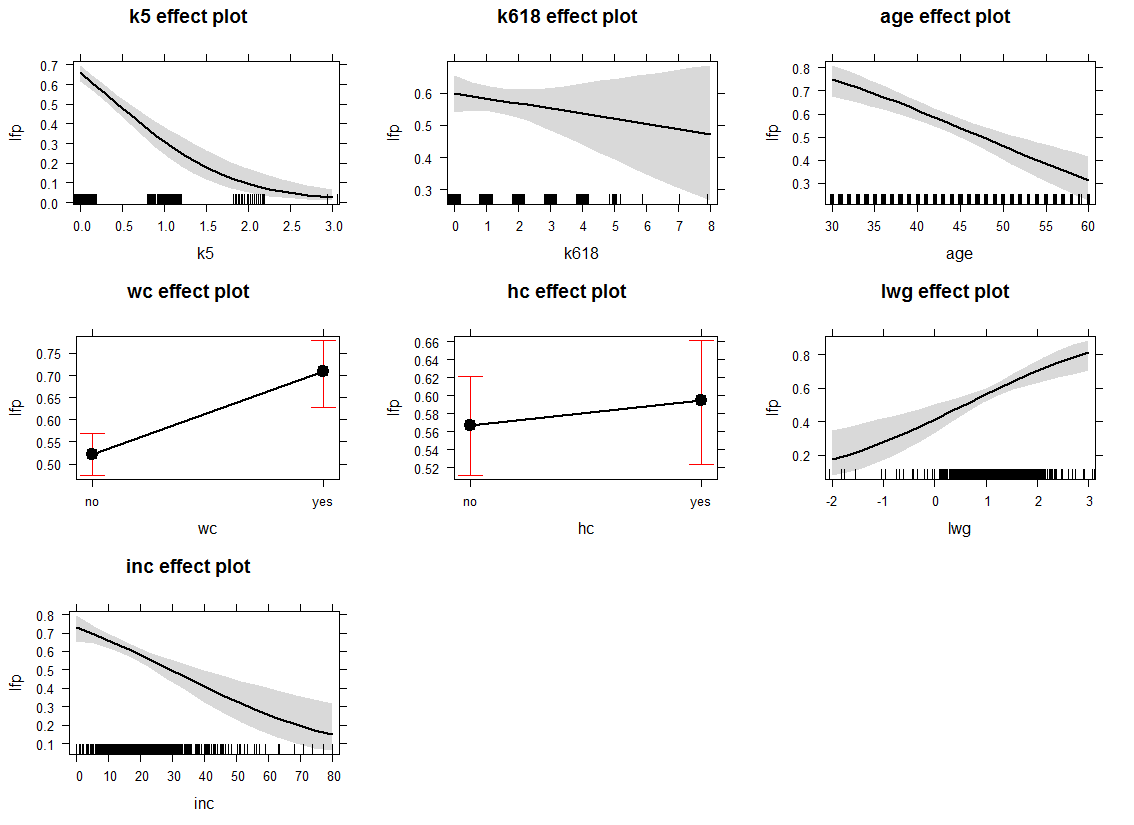 k5 effect plot
lfp
0.7
0.6
0.5
0.4
0.3
0.2
0.1
0.0
0.0 0.5 1.0 1.5 2.0 2.5 3.0
k5
k618 effect plot
lfp
0.6
0.5
0.4
0.3
0 1 2 3 4 5 6 7 8
k618
age effect plot
lfp
0.8
0.7
0.6
0.5
0.4
0.3
30 35 40 45 50 55 60
age
wc effect plot
lfp
0.75
0.70
0.65
0.60
0.55
0.50
no yes
wc
hc effect plot
lfp
0.66
0.64
0.62
0.60
0.58
0.56
0.54
0.52
no yes
hc
lwg effect plot
lfp
0.8
0.6
0.4
0.2
-2 -1 0 1 2 3
lwg
inc effect plot
lfp
0.8
0.7
0.6
0.5
0.4
0.3
0.2
0.1
0 10 20 30 40 50 60 70 80
inc